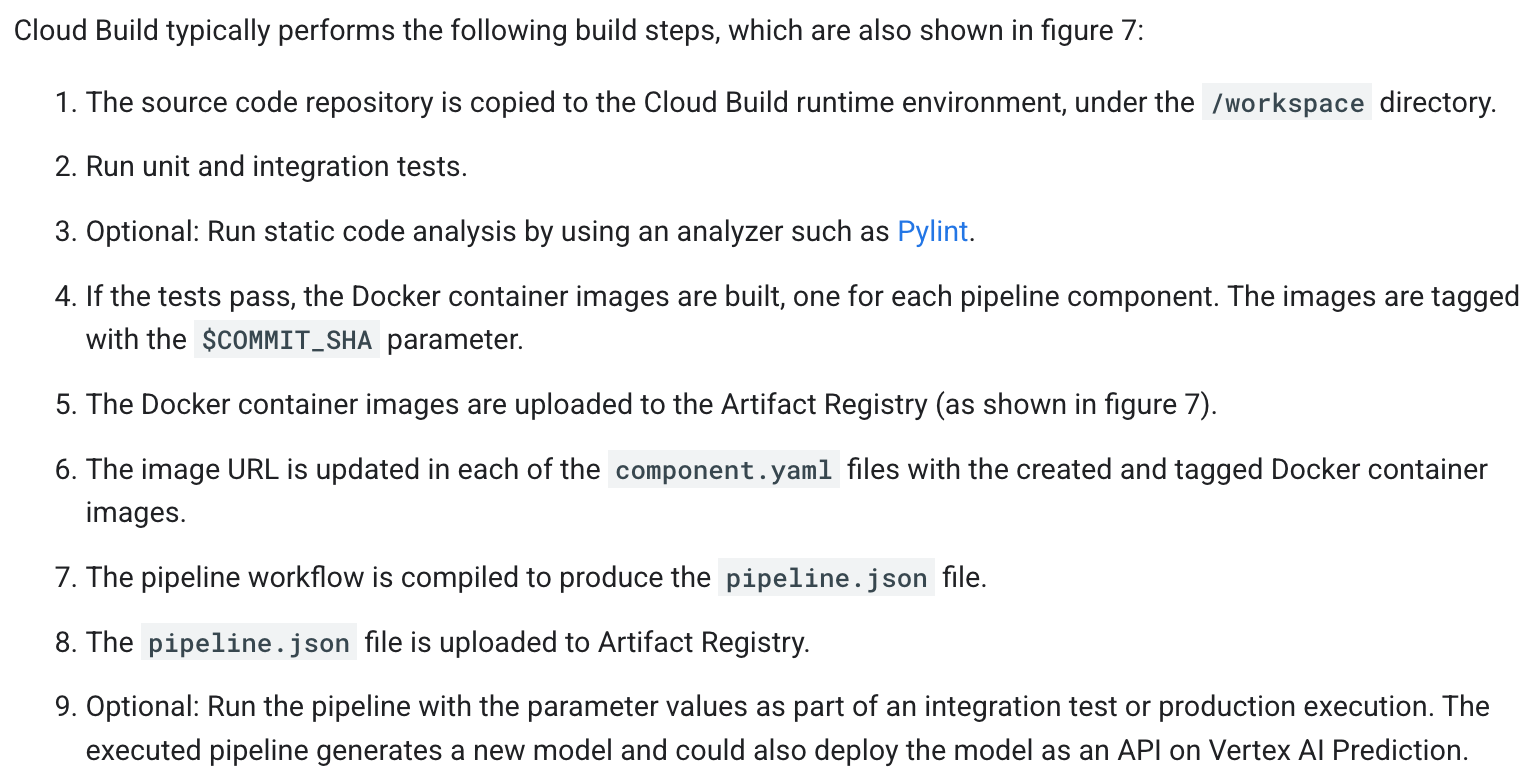 Cloud Build typically performs the following build steps, which are also shown in figure 7:
1. The source code repository is copied to the Cloud Build runtime environment, under the /workspace directory.
2. Run unit and integration tests.
3. Optional: Run static code analysis by using an analyzer such as Pylint.
4. If the tests pass, the Docker container images are built, one for each pipeline component. The images are tagged
with the $COMMIT_SHA parameter.
5. The Docker container images are uploaded to the Artifact Registry (as shown in figure 7).
6. The image URL is updated in each of the component.yaml files with the created and tagged Docker container
images.
7. The pipeline workflow is compiled to produce the pipeline.json file.
8. The pipeline.json file is uploaded to Artifact Registry.
9. Optional: Run the pipeline with the parameter values as part of an integration test or production execution. The
executed pipeline generates a new model and could also deploy the model as an API on Vertex AI Prediction.